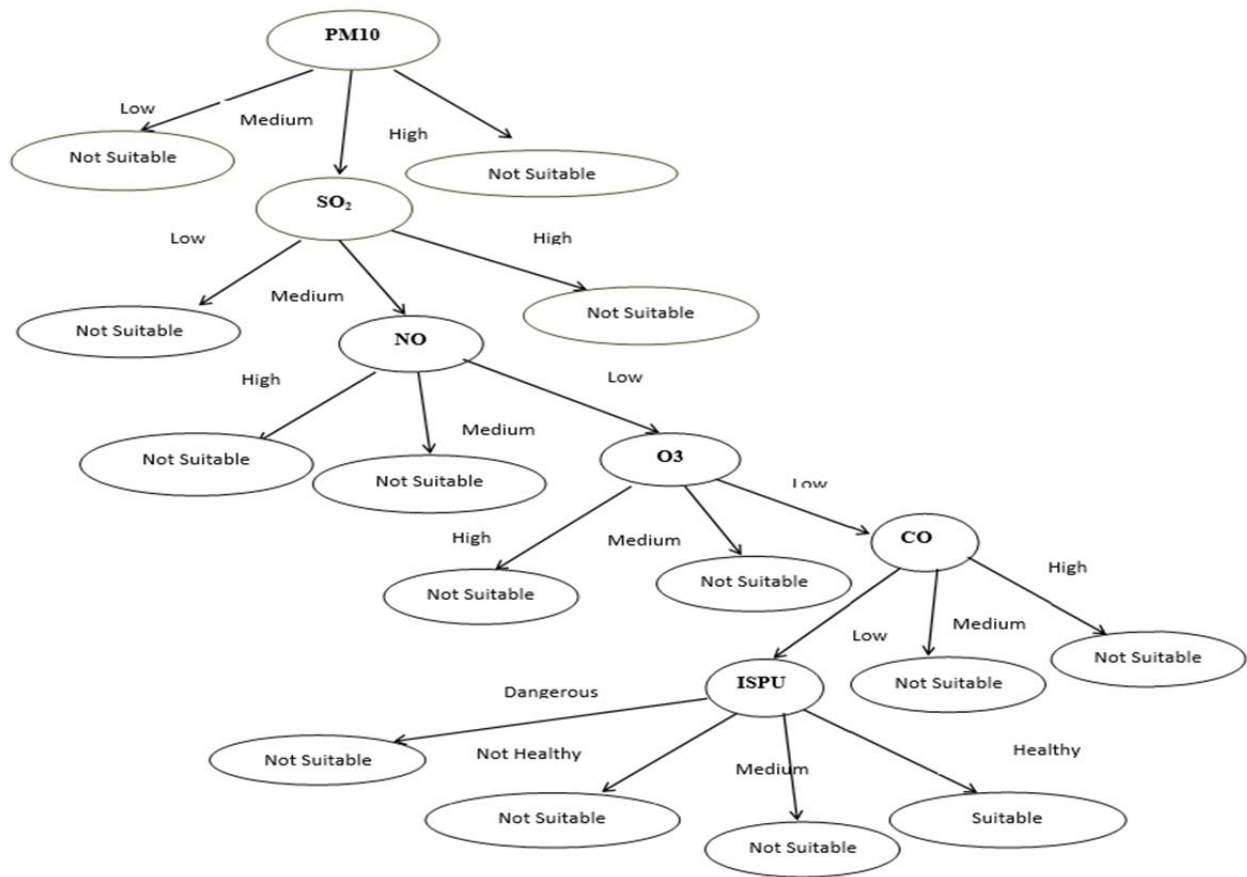 PM10
Low
Medium
High
Not Suitable
Not Suitable
SO₂
Low
High
Medium
Not Suitable
Not Suitable
NO
High
Low
Medium
Not Suitable
Not Suitable
O3
Low
High
Medium
CO
High
Not Suitable
Not Suitable
Low
Medium
Not Suitable
Not Suitable
ISPU
Dangerous
Not Healthy
Medium
Healthy
Not Suitable
Not Suitable
Not Suitable
Suitable